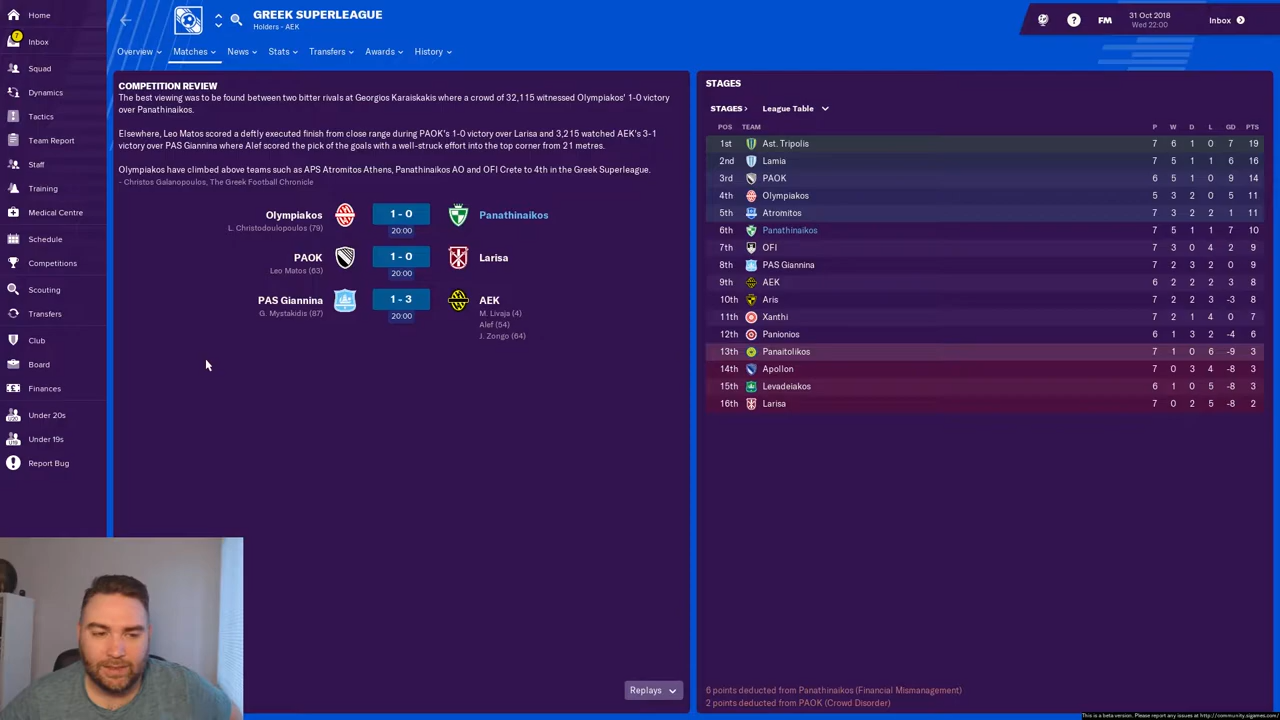 GREEK SUPERLEAGUE
Holders - AEK
31 Oct 2018
Wed 22:00
? FM Inbox
Overview Matches News Stats Transfers Awards History
Home
7
Inbox
Squad
Dynamics
Tactics
Team Report
Staff
Training
Medical Centre
Schedule
Competitions
Scouting
Transfers
Club
Board
Finances
Under 20s
Under 19s
Report Bug
COMPETITION REVIEW
The best viewing was to be found between two bitter rivals at Georgios Karaiskakis where a crowd of 32,115 witnessed Olympiakos' 1-0 victory
over Panathinaikos.
Elsewhere, Leo Matos scored a deftly executed finish from close range during PAOK's 1-0 victory over Larisa and 3,215 watched AEK's 3-1
victory over PAS Giannina where Alef scored the pick of the goals with a well-struck effort into the top corner from 21 metres.
Olympiakos have climbed above teams such as APS Atromitos Athens, Panathinaikos AO and OFI Crete to 4th in the Greek Superleague.
- Christos Galanopoulos, The Greek Football Chronicle
Olympiakos 1 - 0 Panathinaikos
L. Christodoulopoulos (79) 20:00
PAOK 1 - 0 Larisa
Leo Matos (63) 20:00
PAS Giannina 1 - 3 AEK
G. Mystakidis (87) 20:00 M. Livaja (4)
Alef (54)
J. Zongo (64)
Replays
STAGES
STAGES › League Table
POS TEAM P W D L GD PTS
1st Ast. Tripolis 7 6 1 0 7 19
2nd Lamia 7 5 1 1 6 16
3rd PAOK 6 5 1 0 9 14
4th Olympiakos 5 3 2 0 5 11
5th Atromitos 7 3 2 2 1 11
6th Panathinaikos 7 5 1 1 7 10
7th OFI 7 3 0 4 2 9
8th PAS Giannina 7 2 3 2 0 9
9th AEK 6 2 2 2 3 8
10th Aris 7 2 2 3 -3 8
11th Xanthi 7 2 1 4 0 7
12th Panionios 6 1 3 2 -4 6
13th Panaitolikos 7 1 0 6 -9 3
14th Apollon 7 0 3 4 -8 3
15th Levadeiakos 6 1 0 5 -8 3
16th Larisa 7 0 2 5 -8 2
6 points deducted from Panathinaikos (Financial Mismanagement)
2 points deducted from PAOK (Crowd Disorder)
This is a beta version. Please report any issues at http://community.sigames.com/